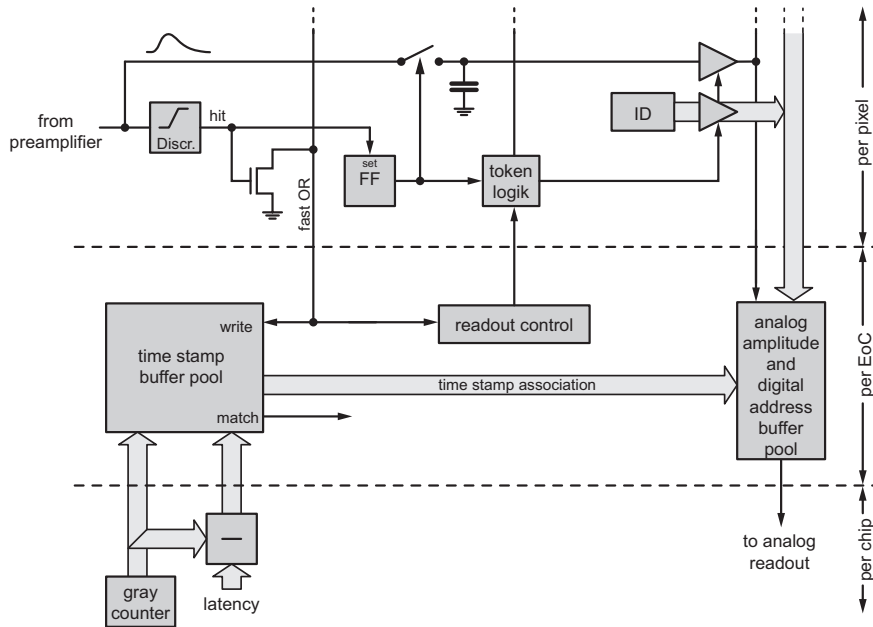 from
preamplifier
Discr.
hit
fast OR
set
FF
token
logik
ID
per pixel
time stamp
buffer pool
write
match
readout control
time stamp association
analog
amplitude
and
digital
address
buffer
pool
per EoC
gray
counter
—
latency
to analog
readout
per chip